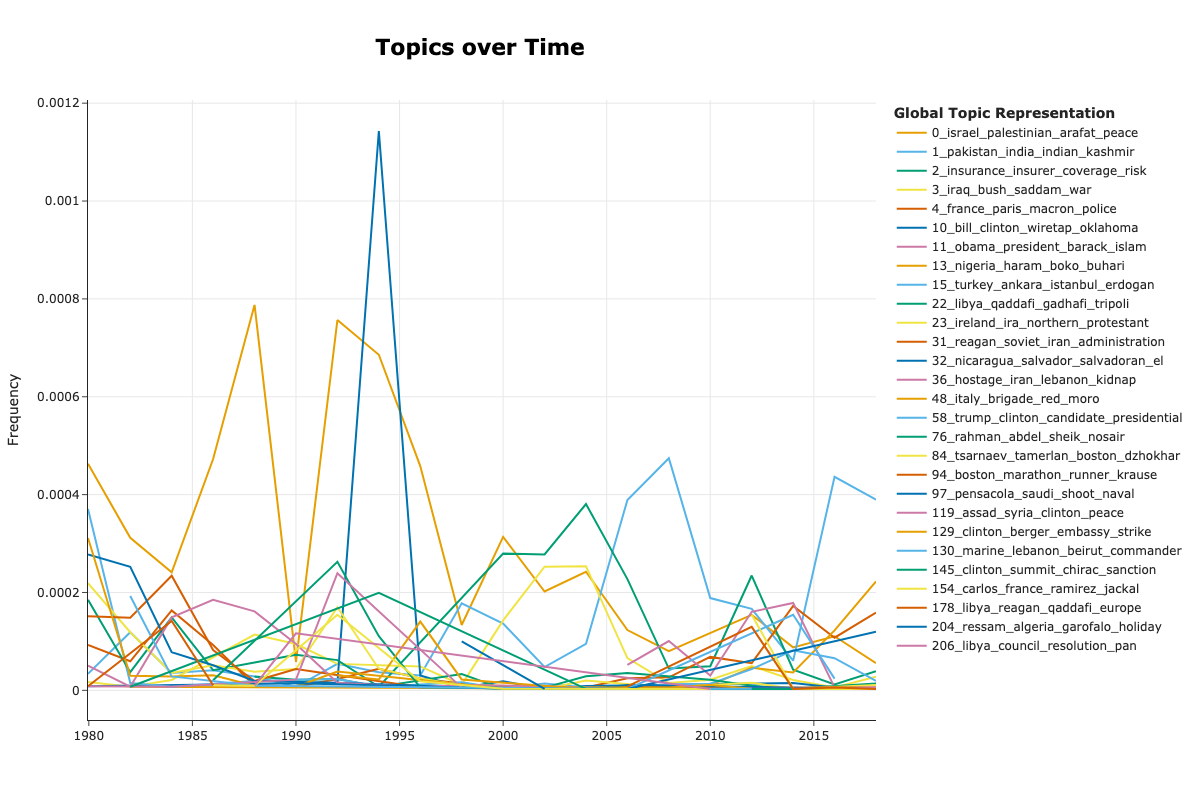 Topics over Time
Global Topic Representation
0_israel_palestinian_arafat_peace
1_pakistan_india_indian_kashmir
2_insurance_insurer_coverage_risk
3_iraq_bush_saddam_war
4_france_paris_macron_police
10_bill_clinton_wiretap_oklahoma
11_obama_president_barack_islam
13_nigeria_haram_boko_buhari
15_turkey_ankara_istanbul_erdogan
22_libya_qaddafi_gadhafi_tripoli
23_ireland_ira_northern_protestant
31_reagan_soviet_iran_administration
32_nicaragua_salvador_salvadoran_el
36_hostage_iran_lebanon_kidnap
48_italy_brigade_red_moro
58_trump_clinton_candidate_presidential
76_rahman_abdel_sheik_nosair
84_tsarnaev_tamerlan_boston_dzhokhar
94_boston_marathon_runner_krause
97_pensacola_saudi_shoot_naval
119_assad_syria_clinton_peace
129_clinton_berger_embassy_strike
130_marine_lebanon_beirut_commander
145_clinton_summit_chirac_sanction
154_carlos_france_ramirez_jackal
178_libya_reagan_qaddafi_europe
204_ressam_algeria_garofalo_holiday
206_libya_council_resolution_pan
Frequency
0.0012
0.001
0.0008
0.0006
0.0004
0.0002
0
1980
1985
1990
1995
2000
2005
2010
2015